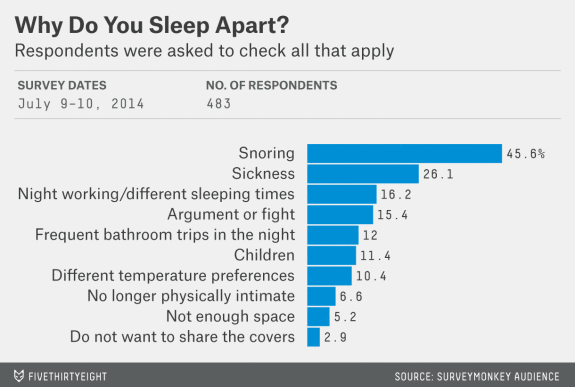 Why Do You Sleep Apart?
Respondents were asked to check all that apply
SURVEY DATES NO. OF RESPONDENTS
July 9–10, 2014 483
Snoring 45.6%
Sickness 26.1
Night working/different sleeping times 16.2
Argument or fight 15.4
Frequent bathroom trips in the night 12
Children 11.4
Different temperature preferences 10.4
No longer physically intimate 6.6
Not enough space 5.2
Do not want to share the covers 2.9
FIVETHIRTYEIGHT SOURCE: SURVEYMONKEY AUDIENCE